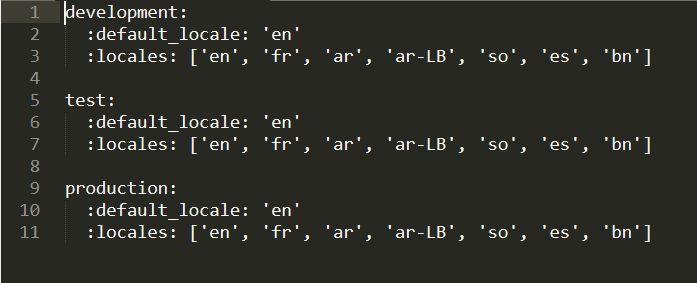 1 development:
2   :default_locale: 'en'
3   :locales: ['en', 'fr', 'ar', 'ar-LB', 'so', 'es', 'bn']
4
5 test:
6   :default_locale: 'en'
7   :locales: ['en', 'fr', 'ar', 'ar-LB', 'so', 'es', 'bn']
8
9 production:
10   :default_locale: 'en'
11   :locales: ['en', 'fr', 'ar', 'ar-LB', 'so', 'es', 'bn']